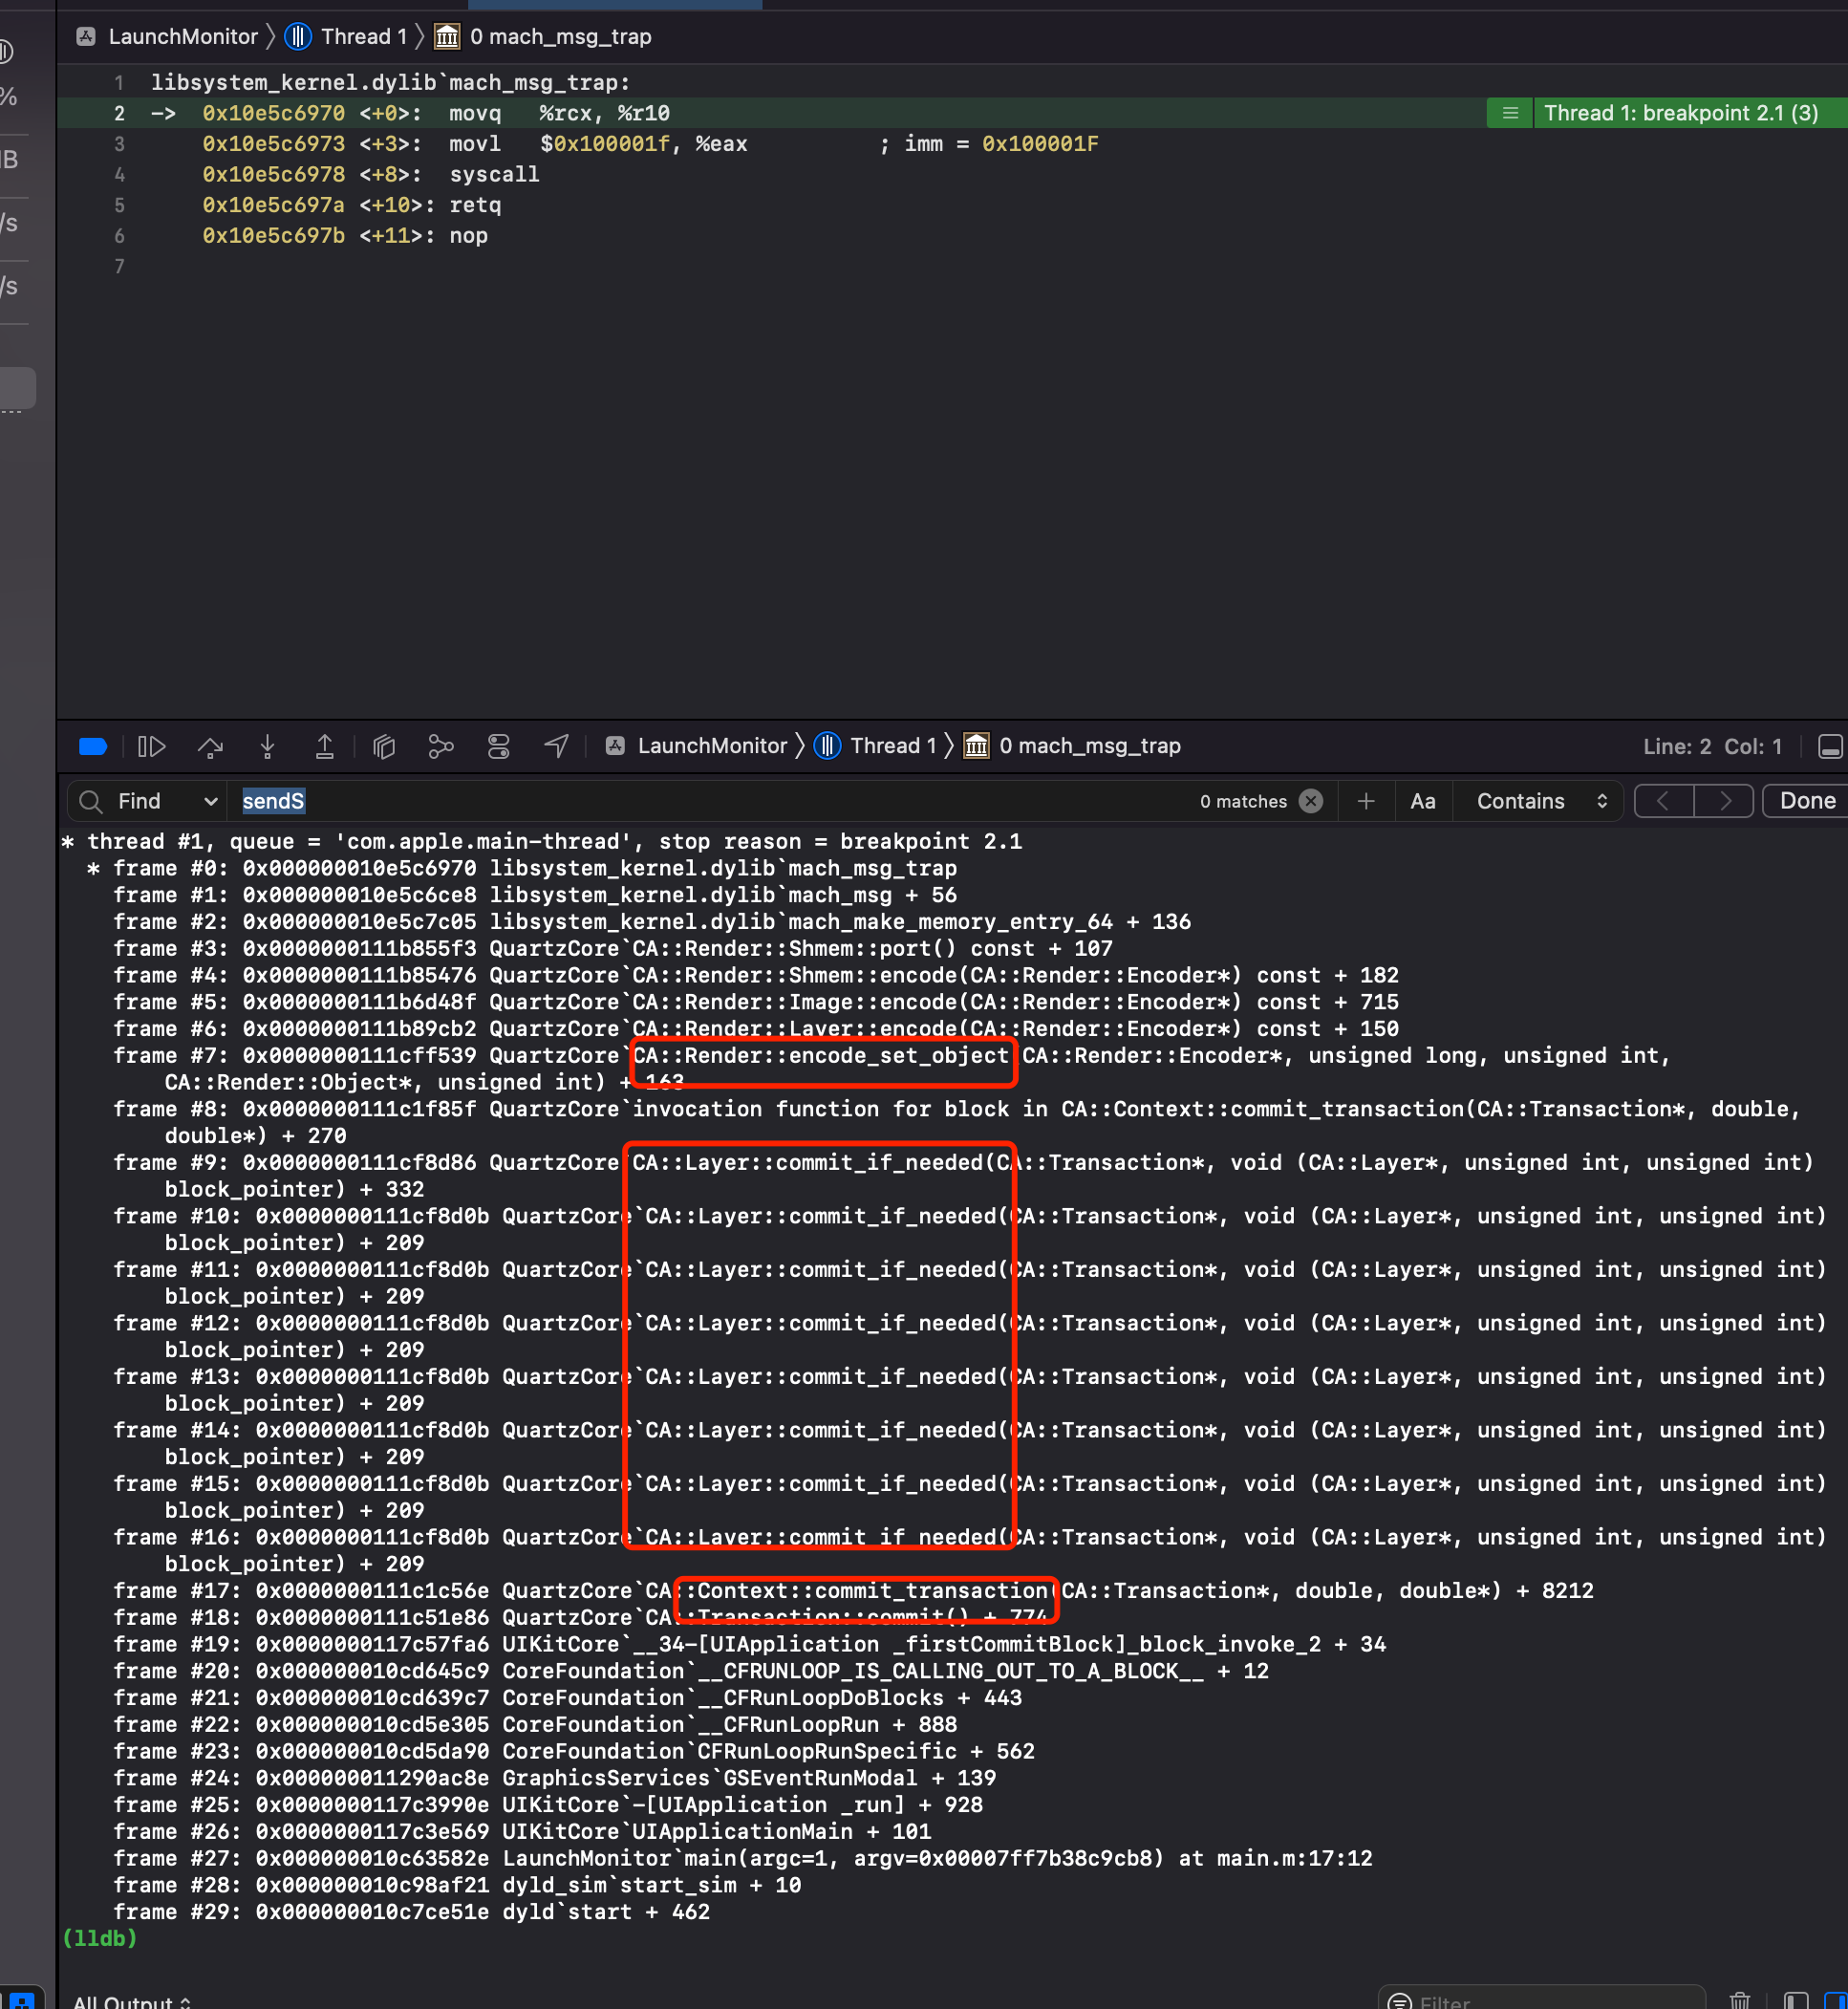 LaunchMonitor 〉 Thread 1 〉 0 mach_msg_trap
%
IB
/s
/s
1 libsystem_kernel.dylib`mach_msg_trap:
2 -> 0x10e5c6970 <+0>: movq %rcx, %r10 Thread 1: breakpoint 2.1 (3)
3 0x10e5c6973 <+3>: movl $0x100001f, %eax ; imm = 0x100001F
4 0x10e5c6978 <+8>: syscall
5 0x10e5c697a <+10>: retq
6 0x10e5c697b <+11>: nop
7
LaunchMonitor 〉 Thread 1 〉 0 mach_msg_trap Line: 2 Col: 1
Find sendS 0 matches Aa Contains Done
* thread #1, queue = 'com.apple.main-thread', stop reason = breakpoint 2.1
* frame #0: 0x000000010e5c6970 libsystem_kernel.dylib`mach_msg_trap
frame #1: 0x000000010e5c6ce8 libsystem_kernel.dylib`mach_msg + 56
frame #2: 0x000000010e5c7c05 libsystem_kernel.dylib`mach_make_memory_entry_64 + 136
frame #3: 0x0000000111b855f3 QuartzCore`CA::Render::Shmem::port() const + 107
frame #4: 0x0000000111b85476 QuartzCore`CA::Render::Shmem::encode(CA::Render::Encoder*) const + 182
frame #5: 0x0000000111b6d48f QuartzCore`CA::Render::Image::encode(CA::Render::Encoder*) const + 715
frame #6: 0x0000000111b89cb2 QuartzCore`CA::Render::Layer::encode(CA::Render::Encoder*) const + 150
frame #7: 0x0000000111cff539 QuartzCore`CA::Render::encode_set_object(CA::Render::Encoder*, unsigned long, unsigned int,
CA::Render::Object*, unsigned int) + 163
frame #8: 0x0000000111c1f85f QuartzCore`invocation function for block in CA::Context::commit_transaction(CA::Transaction*, double,
double*) + 270
frame #9: 0x0000000111cf8d86 QuartzCore`CA::Layer::commit_if_needed(CA::Transaction*, void (CA::Layer*, unsigned int, unsigned int)
block_pointer) + 332
frame #10: 0x0000000111cf8d0b QuartzCore`CA::Layer::commit_if_needed(CA::Transaction*, void (CA::Layer*, unsigned int, unsigned int)
block_pointer) + 209
frame #11: 0x0000000111cf8d0b QuartzCore`CA::Layer::commit_if_needed(CA::Transaction*, void (CA::Layer*, unsigned int, unsigned int)
block_pointer) + 209
frame #12: 0x0000000111cf8d0b QuartzCore`CA::Layer::commit_if_needed(CA::Transaction*, void (CA::Layer*, unsigned int, unsigned int)
block_pointer) + 209
frame #13: 0x0000000111cf8d0b QuartzCore`CA::Layer::commit_if_needed(CA::Transaction*, void (CA::Layer*, unsigned int, unsigned int)
block_pointer) + 209
frame #14: 0x0000000111cf8d0b QuartzCore`CA::Layer::commit_if_needed(CA::Transaction*, void (CA::Layer*, unsigned int, unsigned int)
block_pointer) + 209
frame #15: 0x0000000111cf8d0b QuartzCore`CA::Layer::commit_if_needed(CA::Transaction*, void (CA::Layer*, unsigned int, unsigned int)
block_pointer) + 209
frame #16: 0x0000000111cf8d0b QuartzCore`CA::Layer::commit_if_needed(CA::Transaction*, void (CA::Layer*, unsigned int, unsigned int)
block_pointer) + 209
frame #17: 0x0000000111c1c56e QuartzCore`CA::Context::commit_transaction(CA::Transaction*, double, double*) + 8212
frame #18: 0x0000000111c51e86 QuartzCore`CA::Transaction::commit() + 774
frame #19: 0x0000000117c57fa6 UIKitCore`__34-[UIApplication _firstCommitBlock]_block_invoke_2 + 34
frame #20: 0x000000010cd645c9 CoreFoundation`__CFRUNLOOP_IS_CALLING_OUT_TO_A_BLOCK__ + 12
frame #21: 0x000000010cd639c7 CoreFoundation`__CFRunLoopDoBlocks + 443
frame #22: 0x000000010cd5e305 CoreFoundation`__CFRunLoopRun + 888
frame #23: 0x000000010cd5da90 CoreFoundation`CFRunLoopRunSpecific + 562
frame #24: 0x000000011290ac8e GraphicsServices`GSEventRunModal + 139
frame #25: 0x0000000117c3990e UIKitCore`-[UIApplication _run] + 928
frame #26: 0x0000000117c3e569 UIKitCore`UIApplicationMain + 101
frame #27: 0x000000010c63582e LaunchMonitor`main(argc=1, argv=0x00007ff7b38c9cb8) at main.m:17:12
frame #28: 0x000000010c98af21 dyld_sim`start_sim + 10
frame #29: 0x000000010c7ce51e dyld`start + 462
(lldb)
All Output Filter